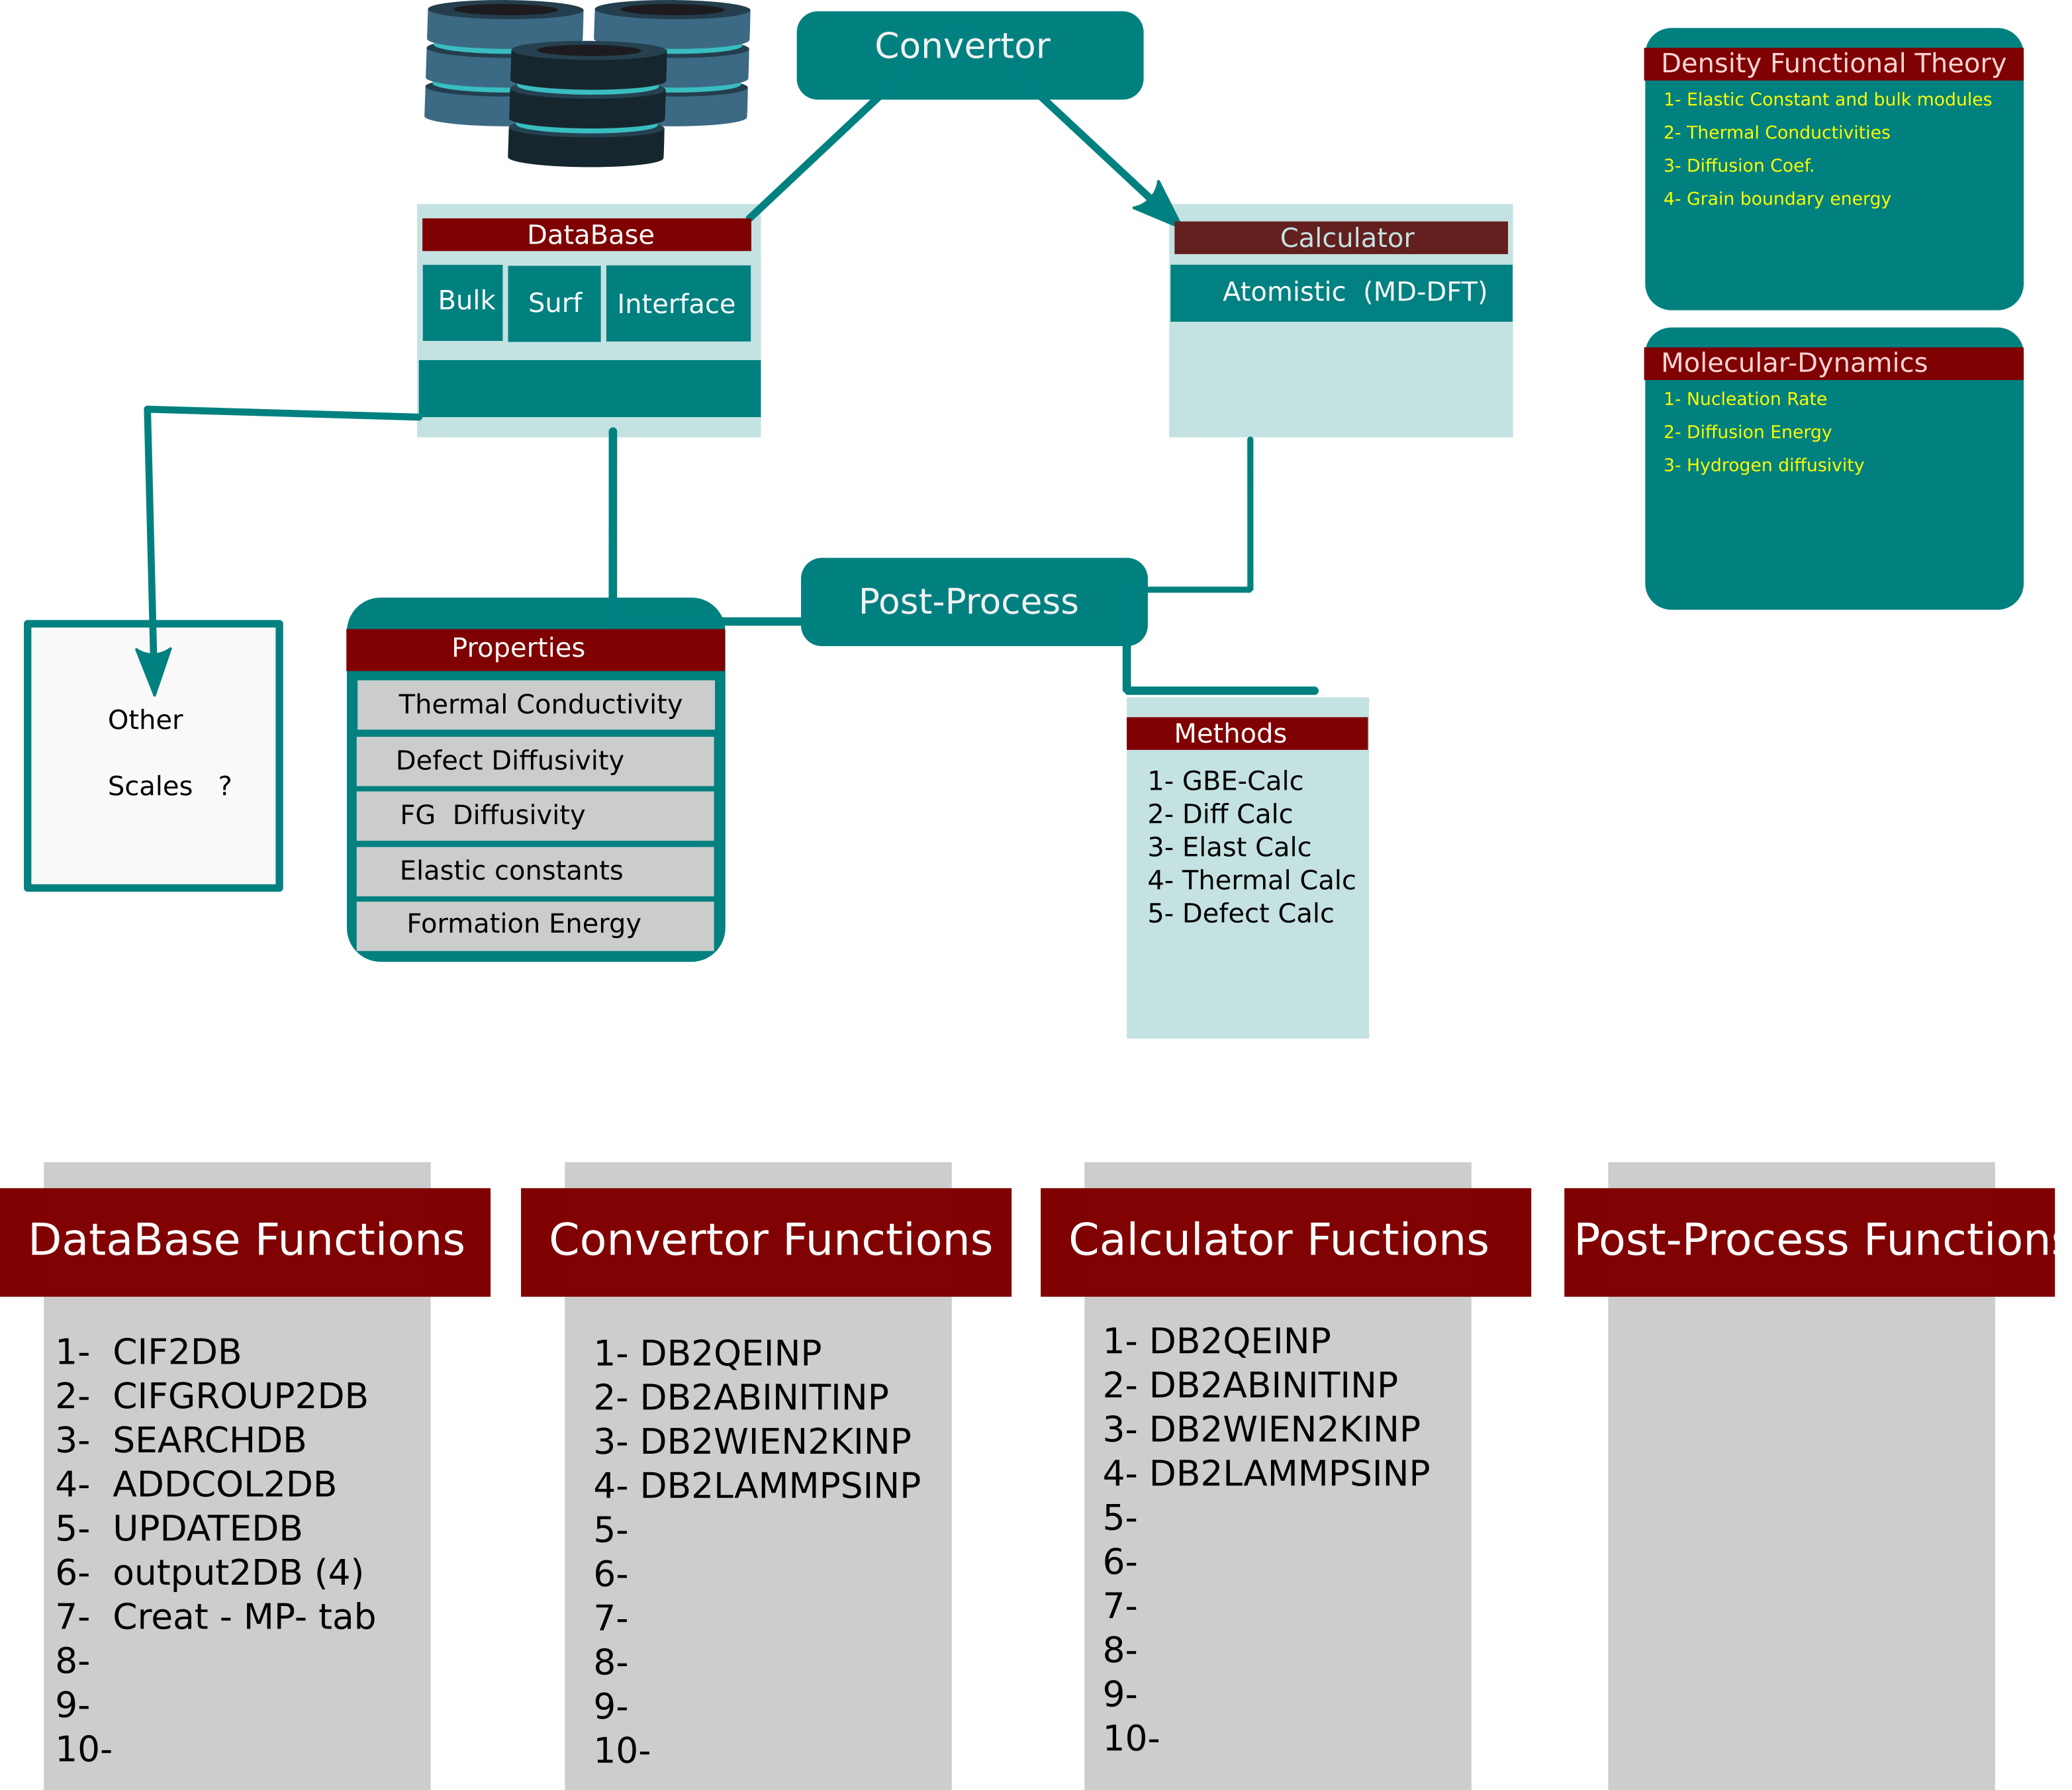 Convertor
Density Functional Theory
1- Elastic Constant and bulk modules
2- Thermal Conductivities
3- Diffusion Coef.
4- Grain boundary energy
DataBase
Bulk
Surf
Interface
Calculator
Atomistic (MD-DFT)
Molecular-Dynamics
1- Nucleation Rate
2- Diffusion Energy
3- Hydrogen diffusivity
Post-Process
Other
Scales ?
Properties
Thermal Conductivity
Defect Diffusivity
FG Diffusivity
Elastic constants
Formation Energy
Methods
1- GBE-Calc
2- Diff Calc
3- Elast Calc
4- Thermal Calc
5- Defect Calc
DataBase Functions
1- CIF2DB
2- CIFGROUP2DB
3- SEARCHDB
4- ADDCOL2DB
5- UPDATEDB
6- output2DB (4)
7- Creat - MP- tab
8-
9-
10-
Convertor Functions
1- DB2QEINP
2- DB2ABINITINP
3- DB2WIEN2KINP
4- DB2LAMMPSINP
5-
6-
7-
8-
9-
10-
Calculator Fuctions
1- DB2QEINP
2- DB2ABINITINP
3- DB2WIEN2KINP
4- DB2LAMMPSINP
5-
6-
7-
8-
9-
10-
Post-Process Functions